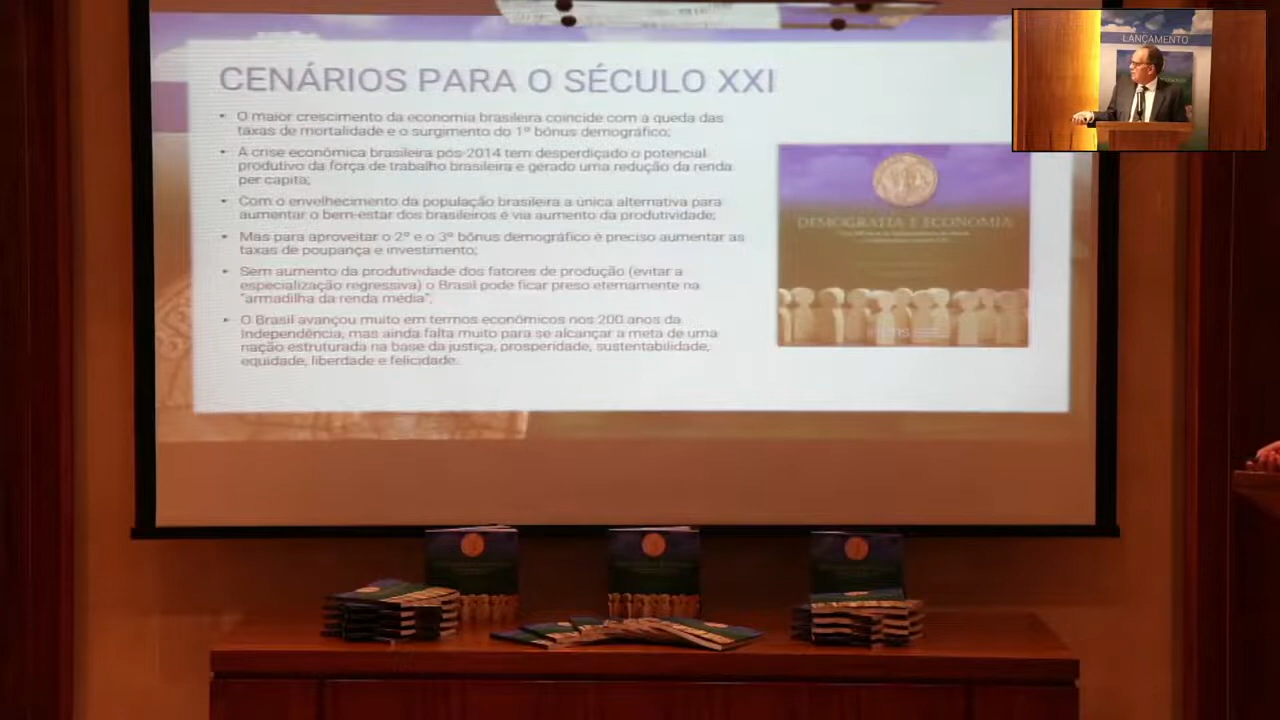 LANÇAMENTO
CENÁRIOS PARA O SÉCULO XXI
• O maior crescimento da economia brasileira coincide com a queda das
taxas de mortalidade e o surgimento do 1º bônus demográfico;
• A crise econômica brasileira pós-2014 tem desperdiçado o potencial
produtivo da força de trabalho brasileira e gerado uma redução da renda
per capita;
• Com o envelhecimento da população brasileira a única alternativa para
aumentar o bem-estar dos brasileiros é via aumento da produtividade;
• Mas para aproveitar o 2º e o 3º bônus demográfico é preciso aumentar as
taxas de poupança e investimento;
• Sem aumento da produtividade dos fatores de produção (evitar a
especialização regressiva) o Brasil pode ficar preso eternamente na
"armadilha da renda média";
• O Brasil avançou muito em termos econômicos nos 200 anos da
Independência, mas ainda falta muito para se alcançar a meta de uma
nação estruturada na base da justiça, prosperidade, sustentabilidade,
equidade, liberdade e felicidade.
DEMOGRAFIA E ECONOMIA